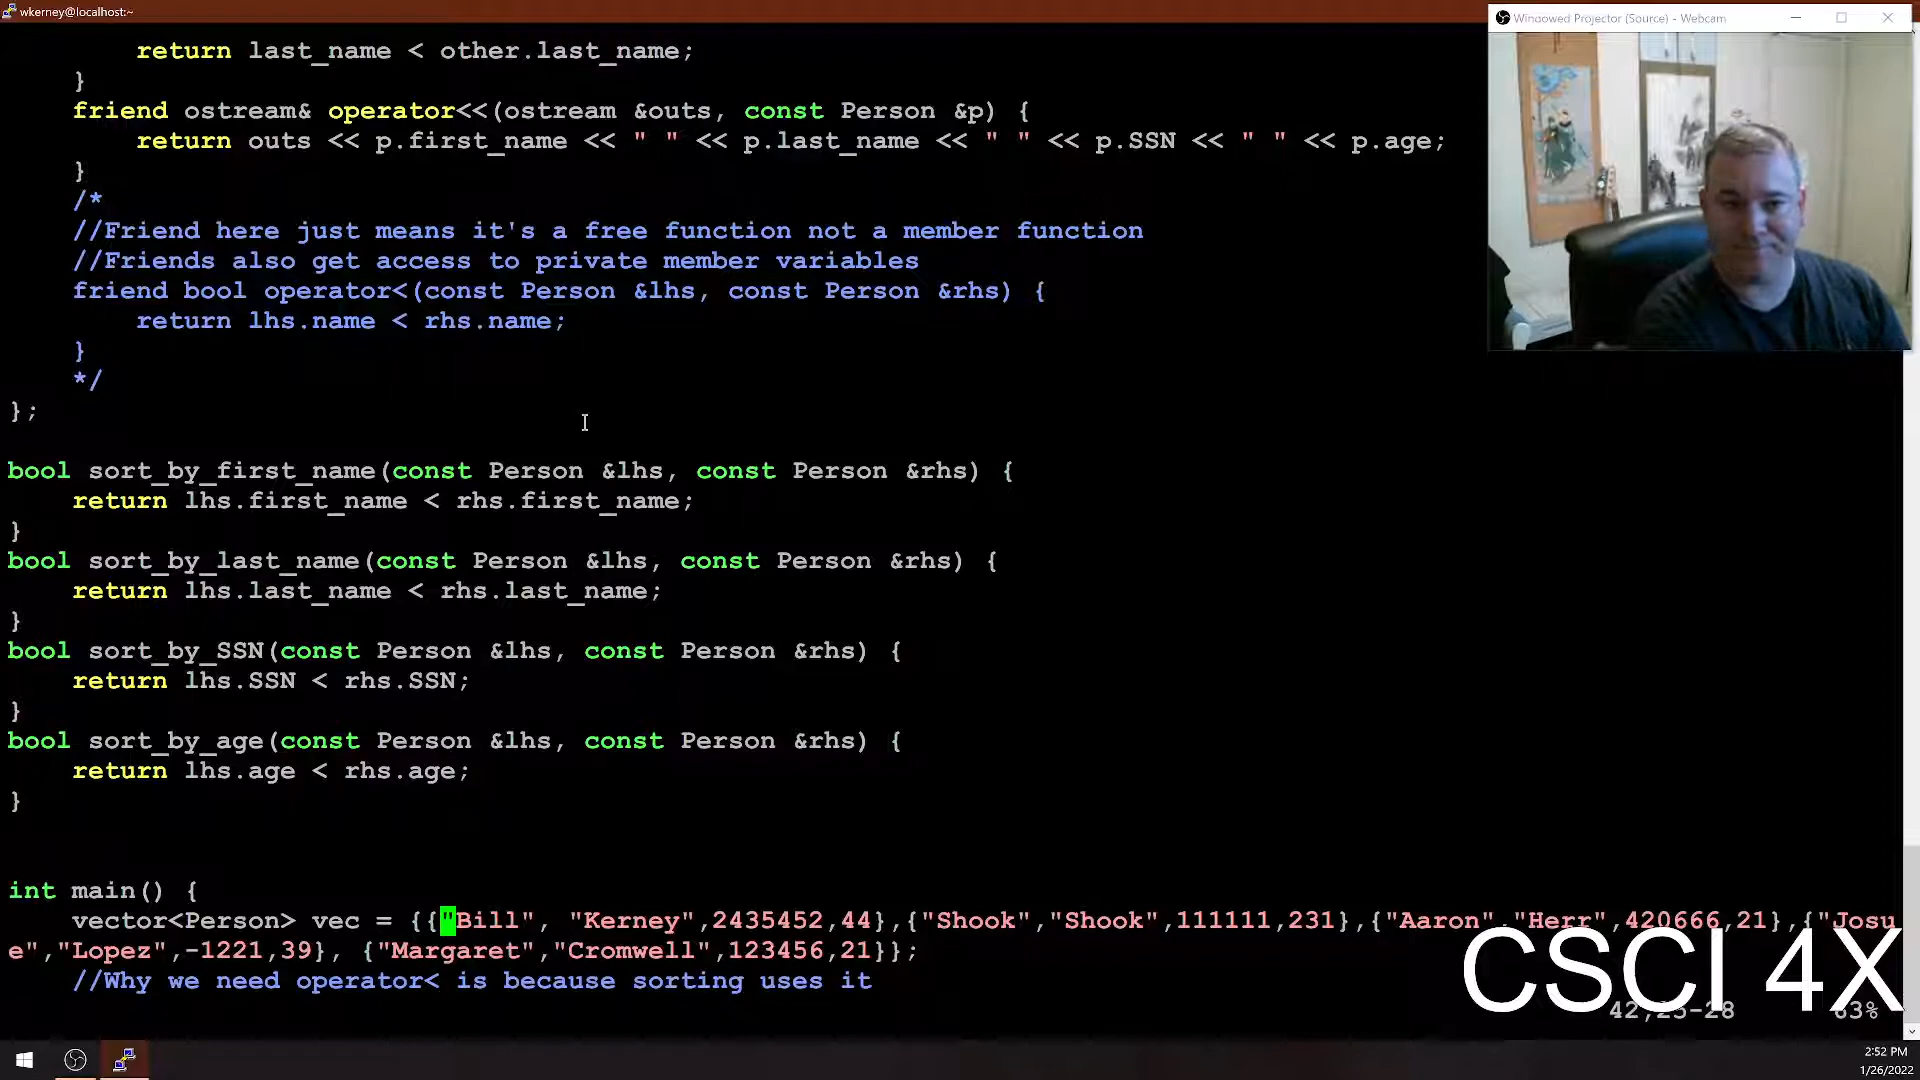 wkerney@localhost:~
Windowed Projector (Source) - Webcam
        return last_name < other.last_name;
    }
    friend ostream& operator<<(ostream &outs, const Person &p) {
        return outs << p.first_name << " " << p.last_name << " " << p.SSN << " " << p.age;
    }
    /*
    //Friend here just means it's a free function not a member function
    //Friends also get access to private member variables
    friend bool operator<(const Person &lhs, const Person &rhs) {
        return lhs.name < rhs.name;
    }
    */
};
bool sort_by_first_name(const Person &lhs, const Person &rhs) {
    return lhs.first_name < rhs.first_name;
}
bool sort_by_last_name(const Person &lhs, const Person &rhs) {
    return lhs.last_name < rhs.last_name;
}
bool sort_by_SSN(const Person &lhs, const Person &rhs) {
    return lhs.SSN < rhs.SSN;
}
bool sort_by_age(const Person &lhs, const Person &rhs) {
    return lhs.age < rhs.age;
}
int main() {
    vector<Person> vec = {{"Bill", "Kerney",2435452,44},{"Shook","Shook",111111,231},{"Aaron","Herr",420666,21},{"Josu
e","Lopez",-1221,39}, {"Margaret","Cromwell",123456,21}};
    //Why we need operator< is because sorting uses it
CSCI 4X
42,25-28
63%
2:52 PM
1/26/2022